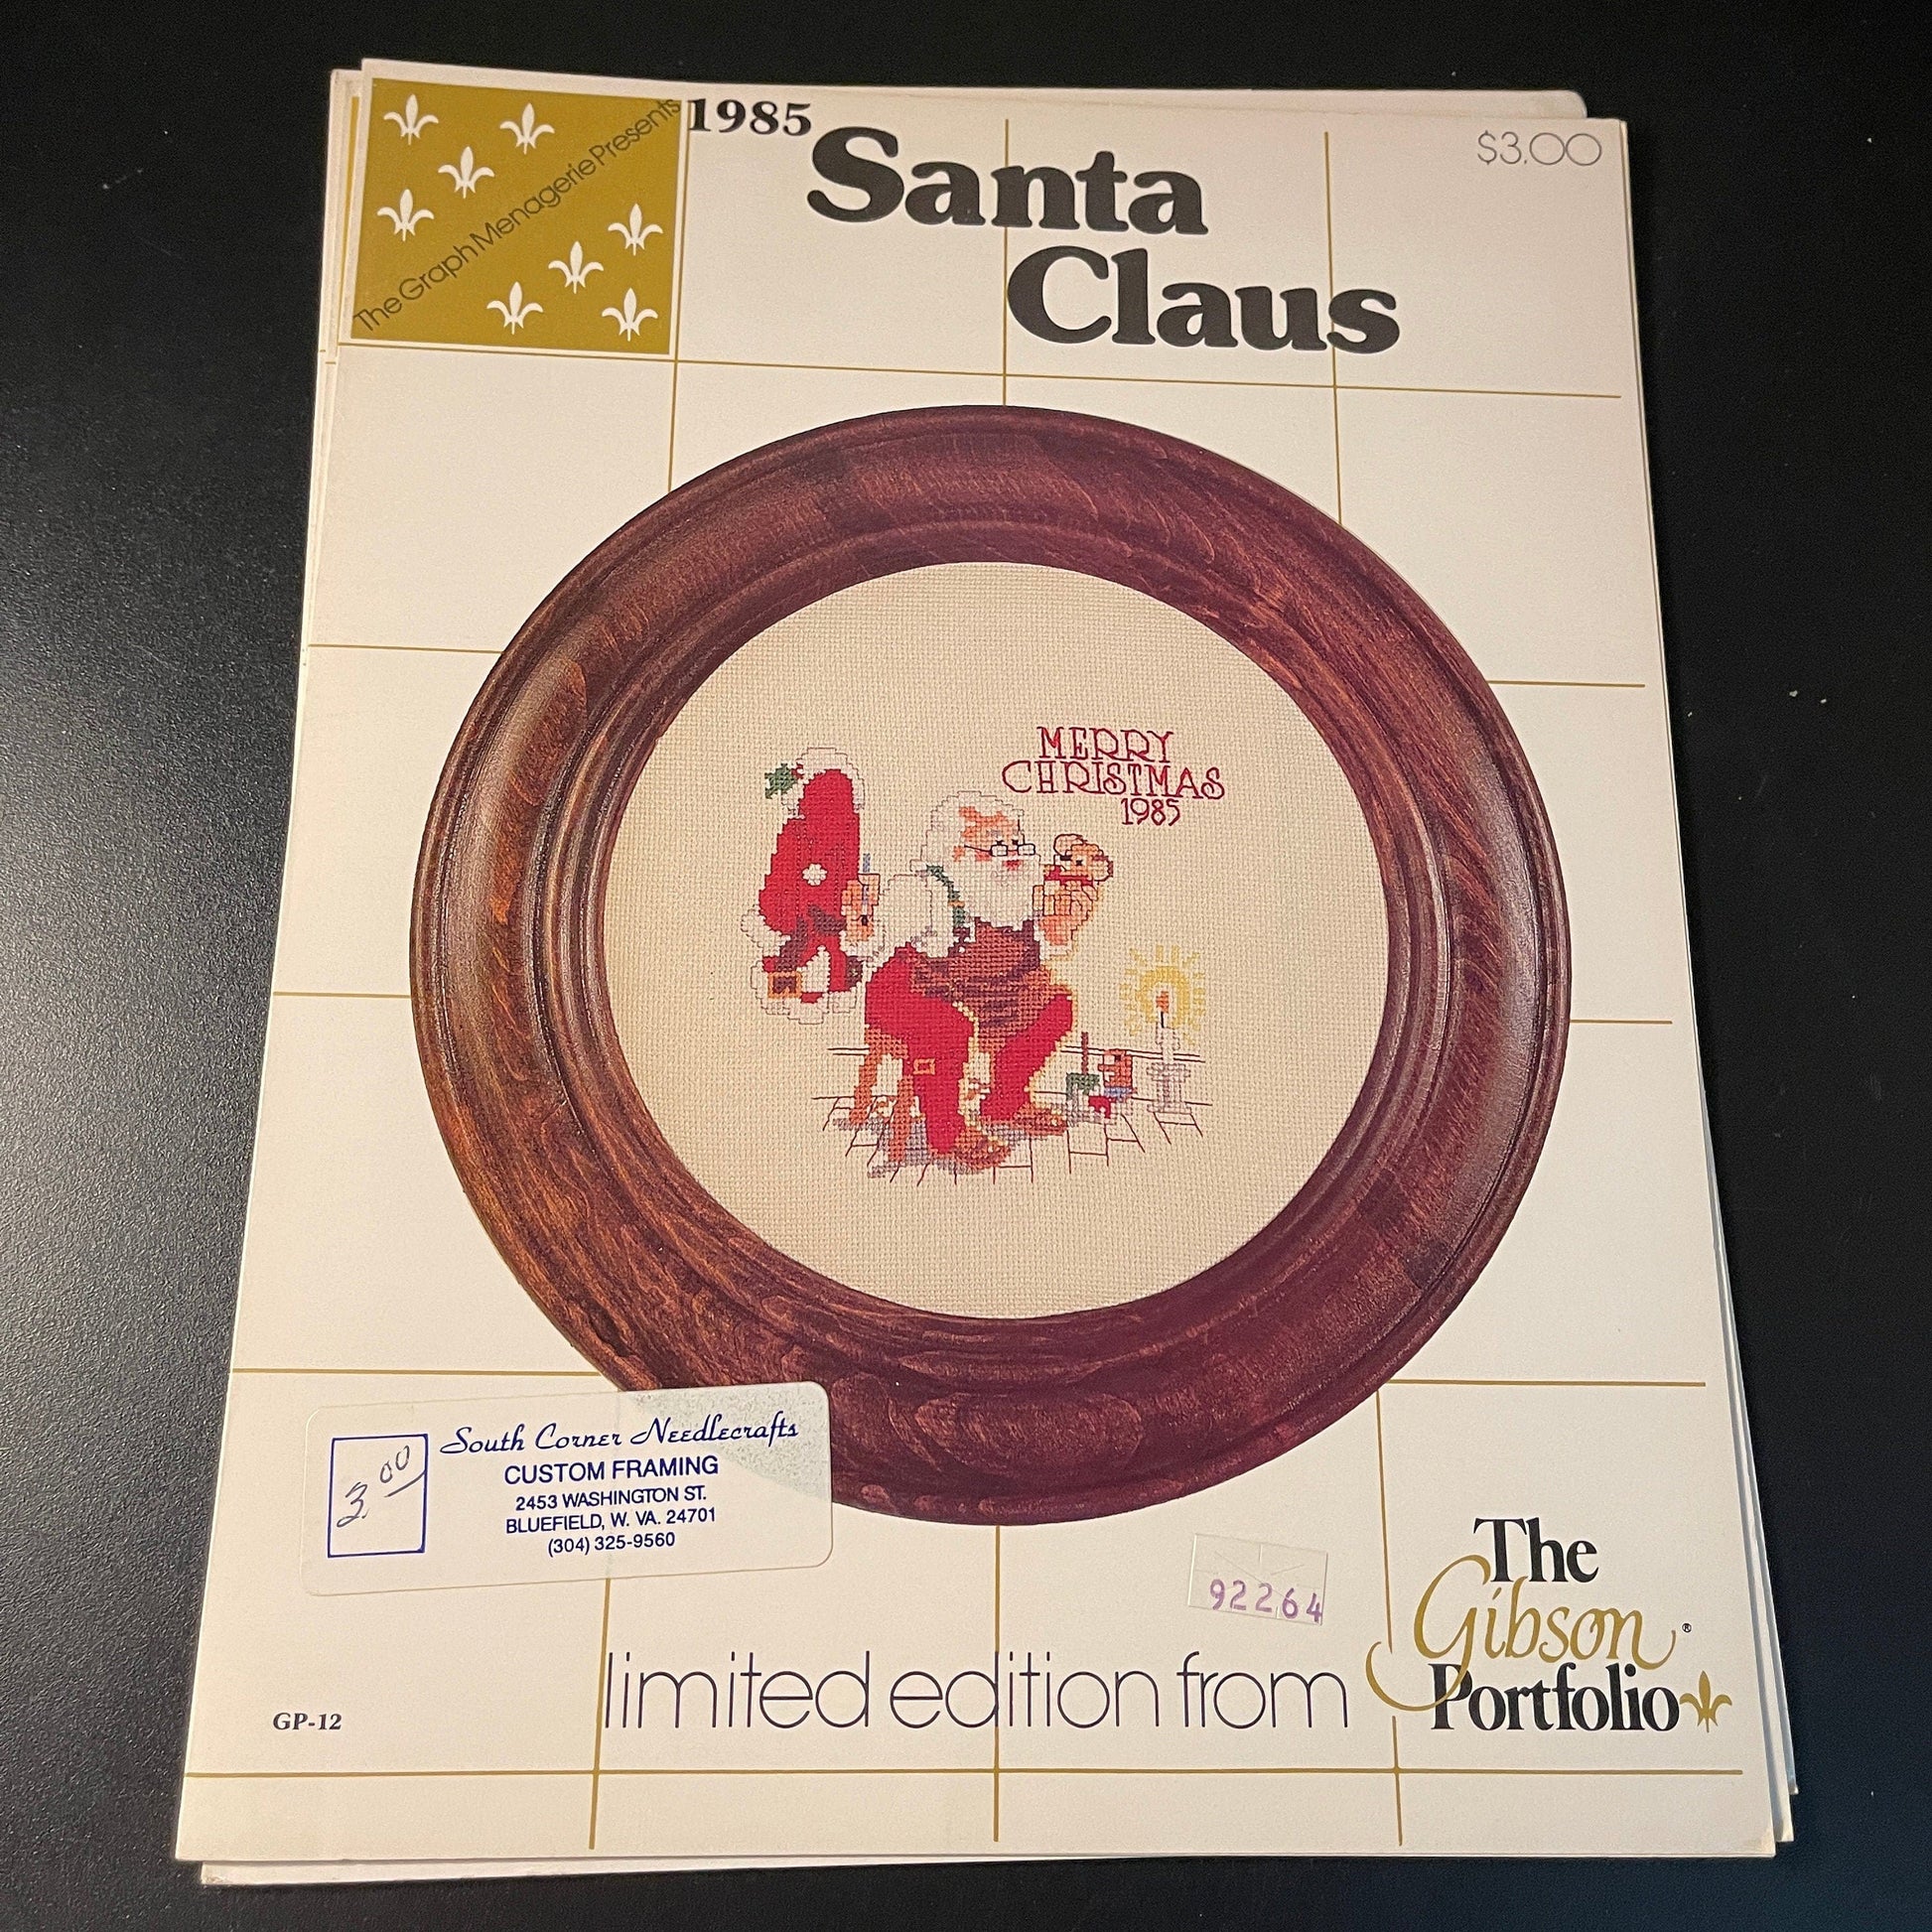 The Graph Menagerie Presents
1985
Santa
Claus
$3.00
MERRY
CHRISTMAS
1985
3.00
South Corner Needlecrafts
CUSTOM FRAMING
2453 WASHINGTON ST.
BLUEFIELD, W. VA. 24701
(304) 325-9560
92264
GP-12
limited edition from
The
Gibson®
Portfolio